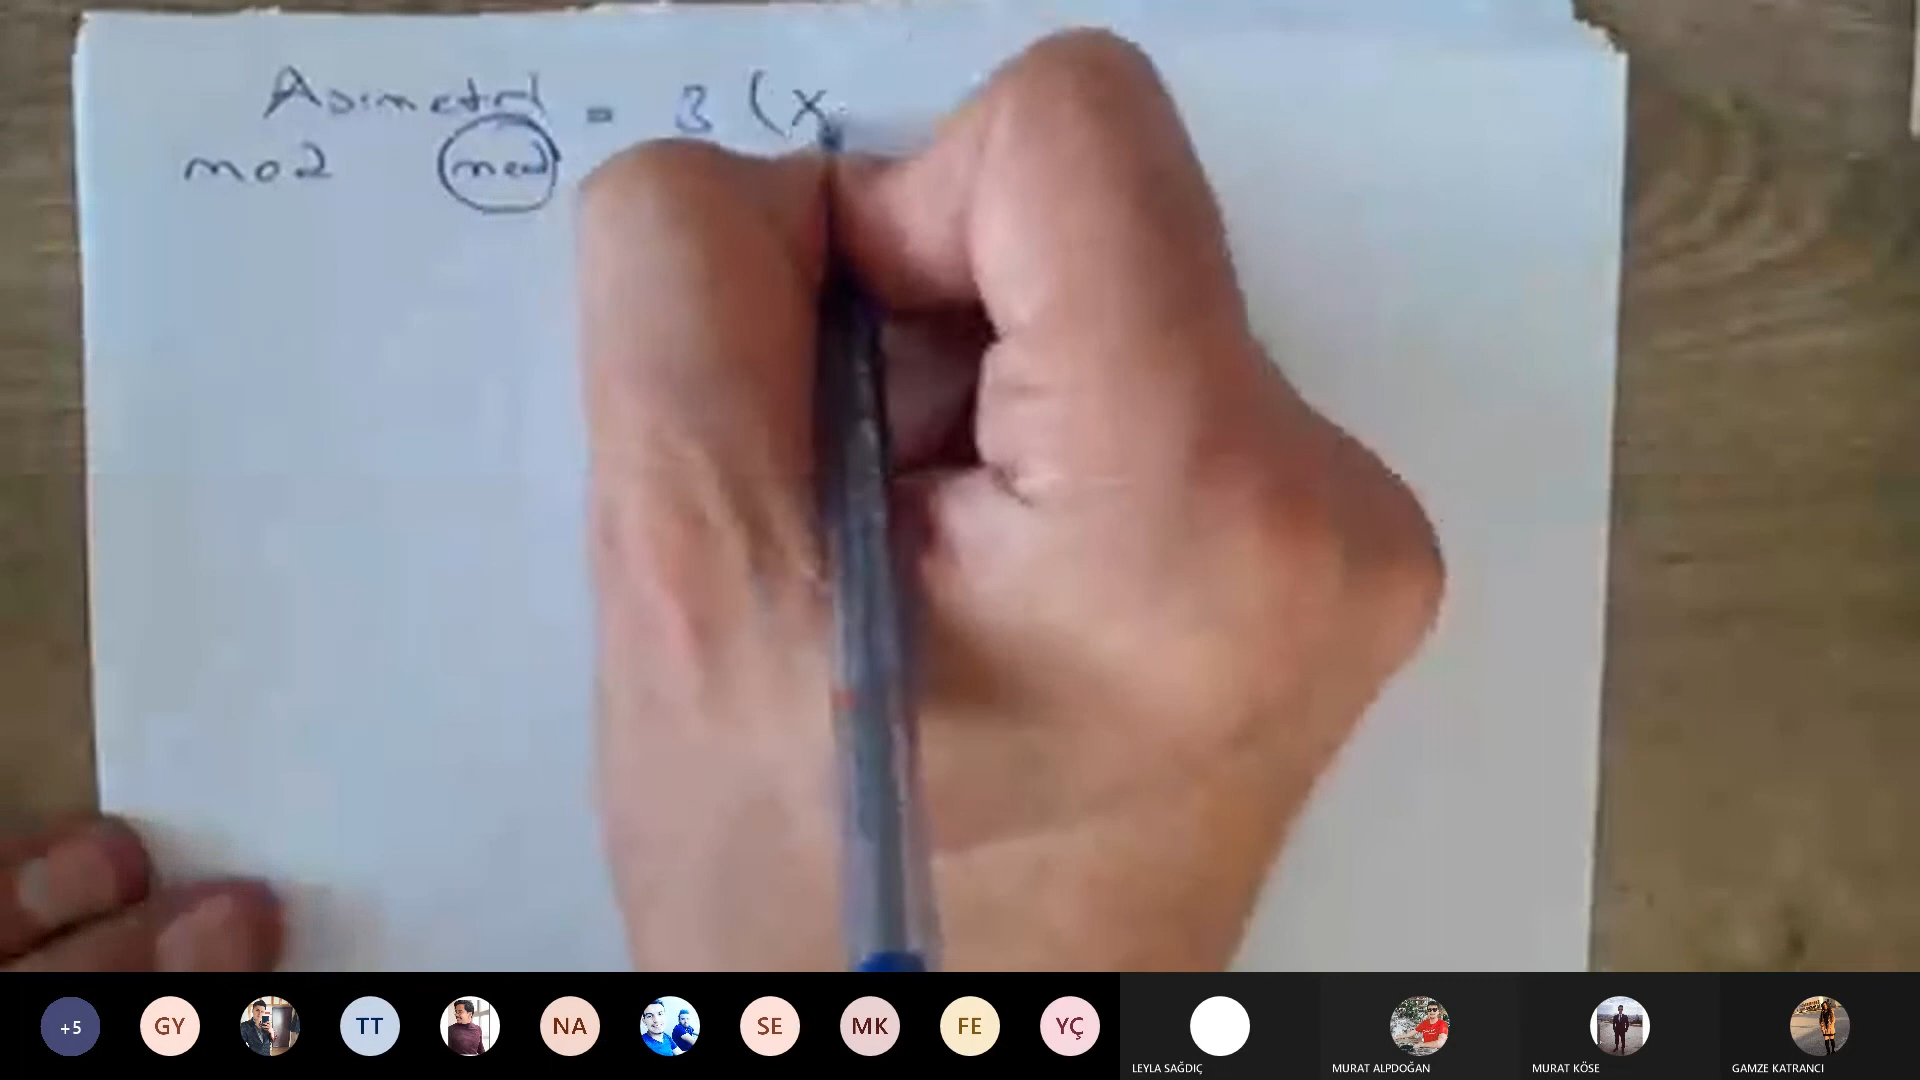 Asimetri = 3 (x
mod med
+5 GY TT NA SE MK FE YÇ
LEYLA SAĞDIÇ MURAT ALPDOĞAN MURAT KÖSE GAMZE KATRANCI